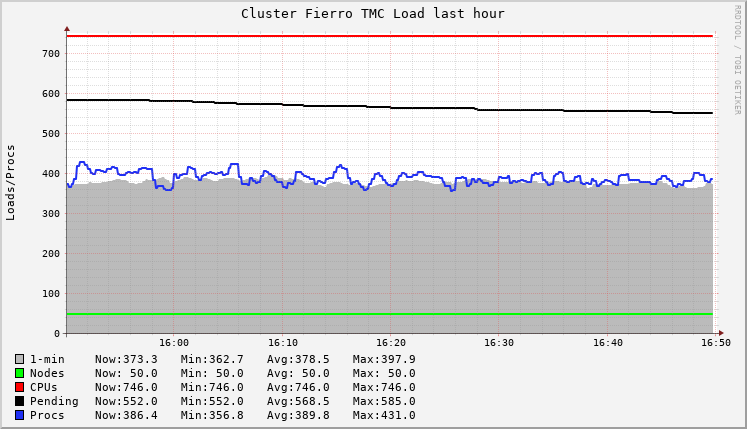 Cluster Fierro TMC Load last hour
RRDTOOL / TOBI OETIKER
Loads/Procs
700
600
500
400
300
200
100
0
16:00 16:10 16:20 16:30 16:40 16:50
1-min Now:373.3 Min:362.7 Avg:378.5 Max:397.9
Nodes Now: 50.0 Min: 50.0 Avg: 50.0 Max: 50.0
CPUs Now:746.0 Min:746.0 Avg:746.0 Max:746.0
Pending Now:552.0 Min:552.0 Avg:568.5 Max:585.0
Procs Now:386.4 Min:356.8 Avg:389.8 Max:431.0